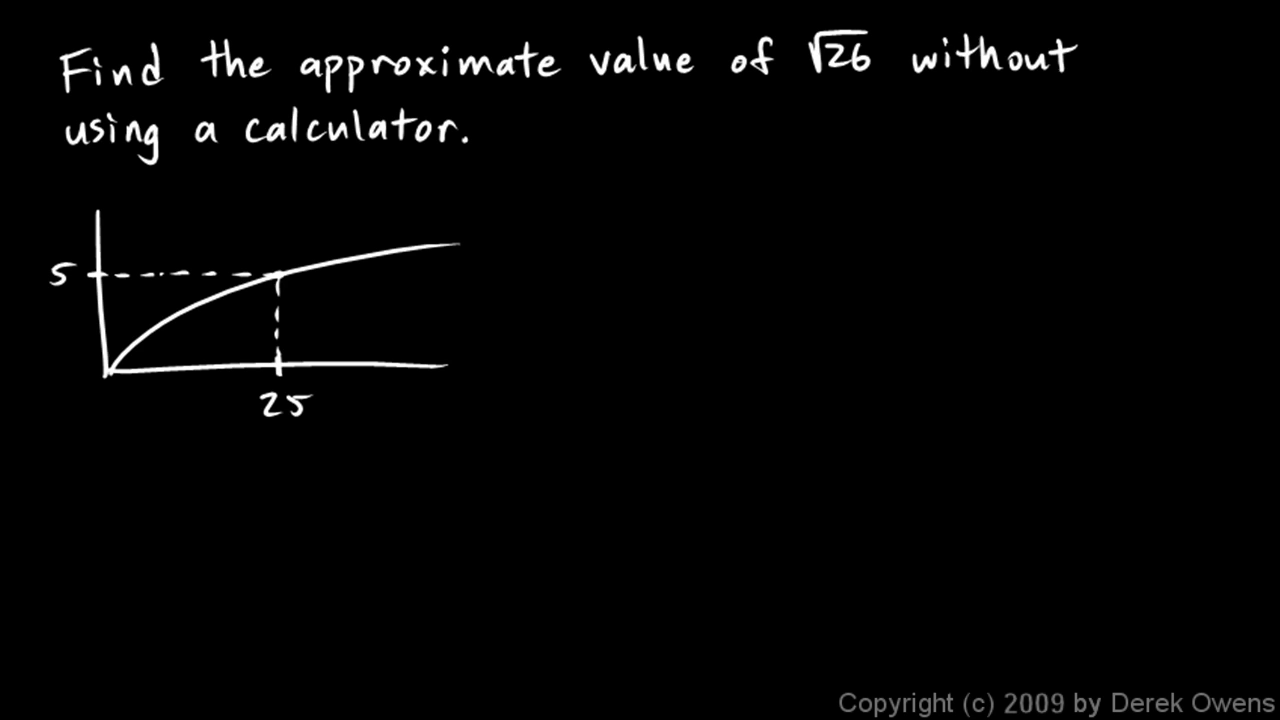 Find the approximate value of √26 without
using a calculator.
5
25
Copyright (c) 2009 by Derek Owens